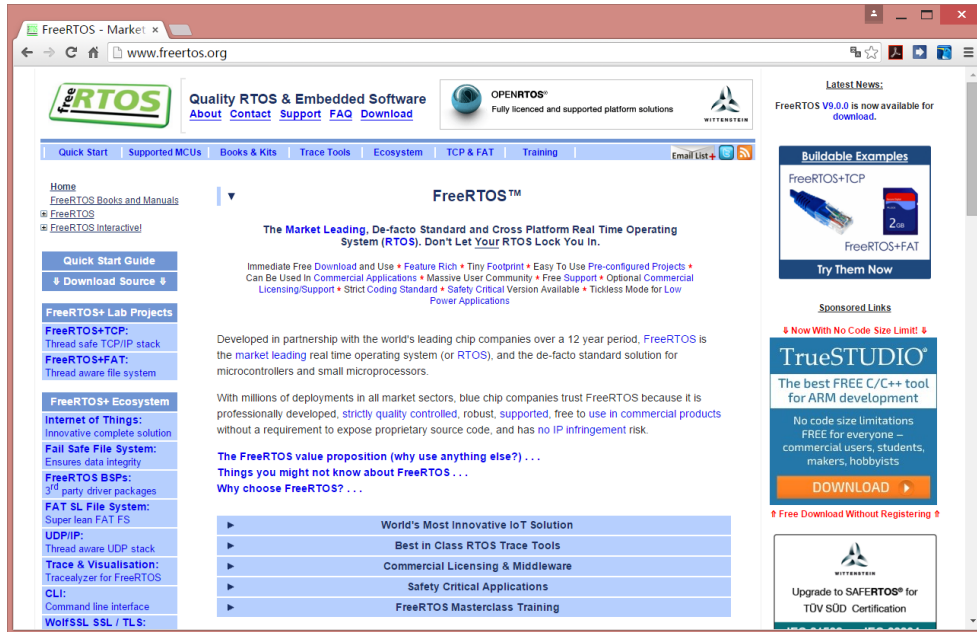 FreeRTOS - Market
www.freertos.org
freeRTOS
Quality RTOS & Embedded Software
About Contact Support FAQ Download
OPENRTOS®
Fully licenced and supported platform solutions
WITTENSTEIN
Latest News:
FreeRTOS V9.0.0 is now available for
download.
Quick Start Supported MCUs Books & Kits Trace Tools Ecosystem TCP & FAT Training
Email List+
Home
FreeRTOS Books and Manuals
FreeRTOS
FreeRTOS Interactive!
Quick Start Guide
Download Source
FreeRTOS+ Lab Projects
FreeRTOS+TCP:
Thread safe TCP/IP stack
FreeRTOS+FAT:
Thread aware file system
FreeRTOS+ Ecosystem
Internet of Things:
Innovative complete solution
Fail Safe File System:
Ensures data integrity
FreeRTOS BSPs:
3rd party driver packages
FAT SL File System:
Super lean FAT FS
UDP/IP:
Thread aware UDP stack
Trace & Visualisation:
Tracealyzer for FreeRTOS
CLI:
Command line interface
WolfSSL SSL / TLS:
FreeRTOS™
The Market Leading, De-facto Standard and Cross Platform Real Time Operating
System (RTOS). Don't Let Your RTOS Lock You In.
Immediate Free Download and Use * Feature Rich * Tiny Footprint * Easy To Use Pre-configured Projects *
Can Be Used In Commercial Applications * Massive User Community * Free Support * Optional Commercial
Licensing/Support * Strict Coding Standard * Safety Critical Version Available * Tickless Mode for Low
Power Applications
Developed in partnership with the world's leading chip companies over a 12 year period, FreeRTOS is
the market leading real time operating system (or RTOS), and the de-facto standard solution for
microcontrollers and small microprocessors.
With millions of deployments in all market sectors, blue chip companies trust FreeRTOS because it is
professionally developed, strictly quality controlled, robust, supported, free to use in commercial products
without a requirement to expose proprietary source code, and has no IP infringement risk.
The FreeRTOS value proposition (why use anything else?) . . .
Things you might not know about FreeRTOS . . .
Why choose FreeRTOS? . . .
World's Most Innovative IoT Solution
Best in Class RTOS Trace Tools
Commercial Licensing & Middleware
Safety Critical Applications
FreeRTOS Masterclass Training
Buildable Examples
FreeRTOS+TCP
2GB
FreeRTOS+FAT
Try Them Now
Sponsored Links
Now With No Code Size Limit!
TrueSTUDIO®
The best FREE C/C++ tool
for ARM development
No code size limitations
FREE for everyone –
commercial users, students,
makers, hobbyists
DOWNLOAD
Free Download Without Registering
WITTENSTEIN
Upgrade to SAFERTOS® for
TÜV SÜD Certification